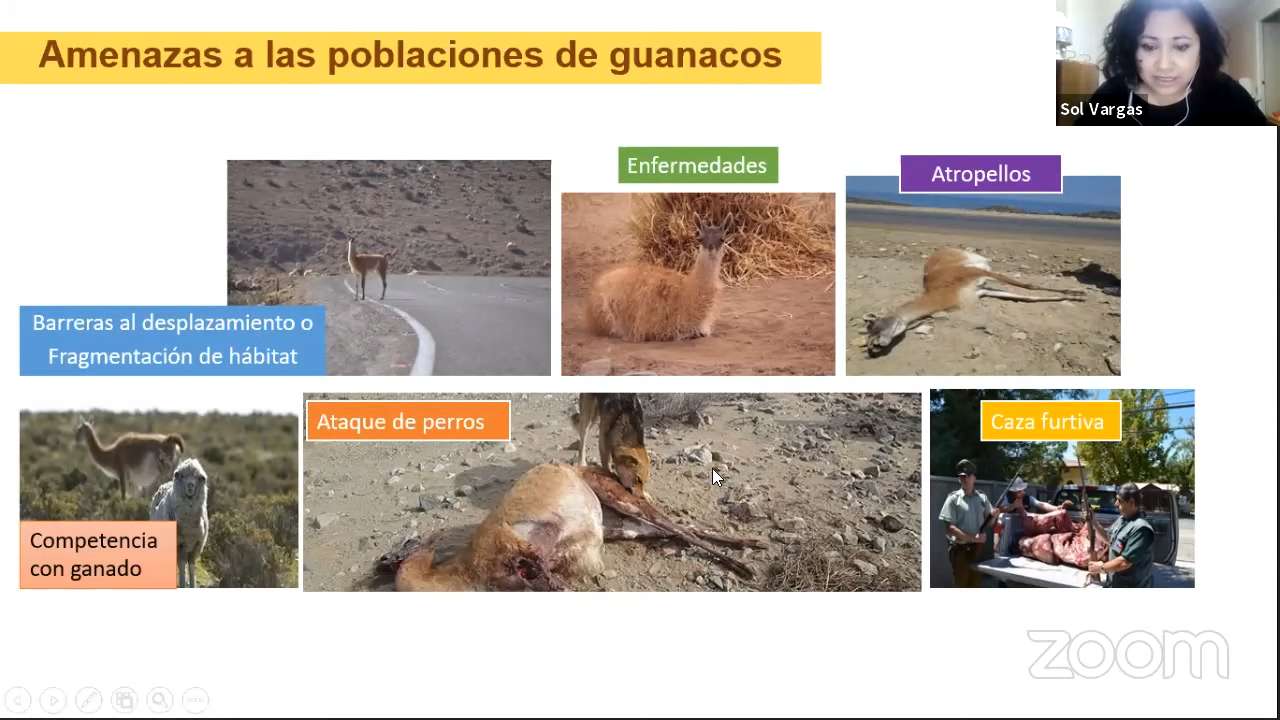 Amenazas a las poblaciones de guanacos
Sol Vargas
Enfermedades
Atropellos
Barreras al desplazamiento o
Fragmentación de hábitat
Ataque de perros
Caza furtiva
Competencia
con ganado
zoom